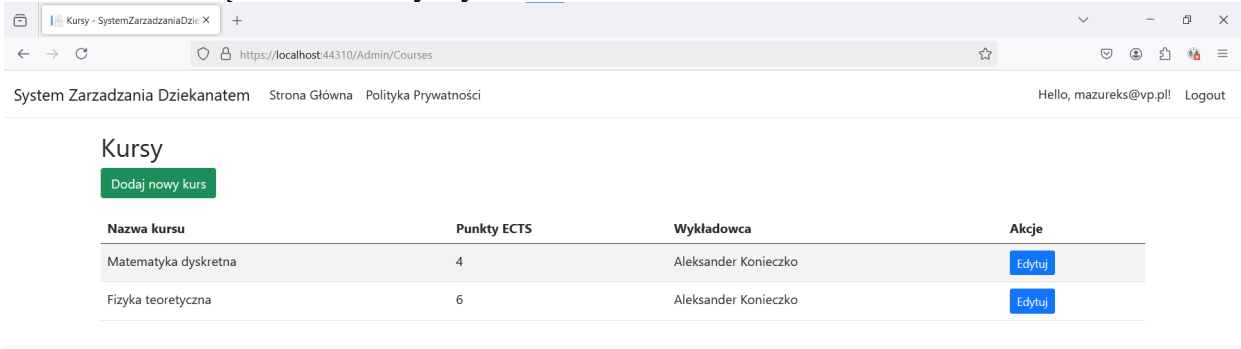 Kursy - SystemZarzadzaniaDzie
https://localhost:44310/Admin/Courses
System Zarzadzania Dziekanatem Strona Główna Polityka Prywatności Hello, mazureks@vp.pl! Logout
Kursy
Dodaj nowy kurs
Nazwa kursu Punkty ECTS Wykładowca Akcje
Matematyka dyskretna 4 Aleksander Konieczko Edytuj
Fizyka teoretyczna 6 Aleksander Konieczko Edytuj